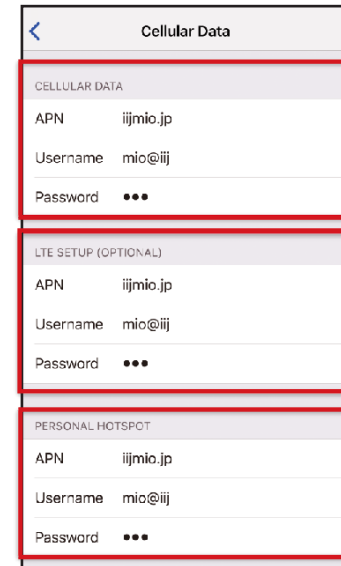 Cellular Data
CELLULAR DATA
APN iijmio.jp
Username mio@iij
Password •••
LTE SETUP (OPTIONAL)
APN iijmio.jp
Username mio@iij
Password •••
PERSONAL HOTSPOT
APN iijmio.jp
Username mio@iij
Password •••